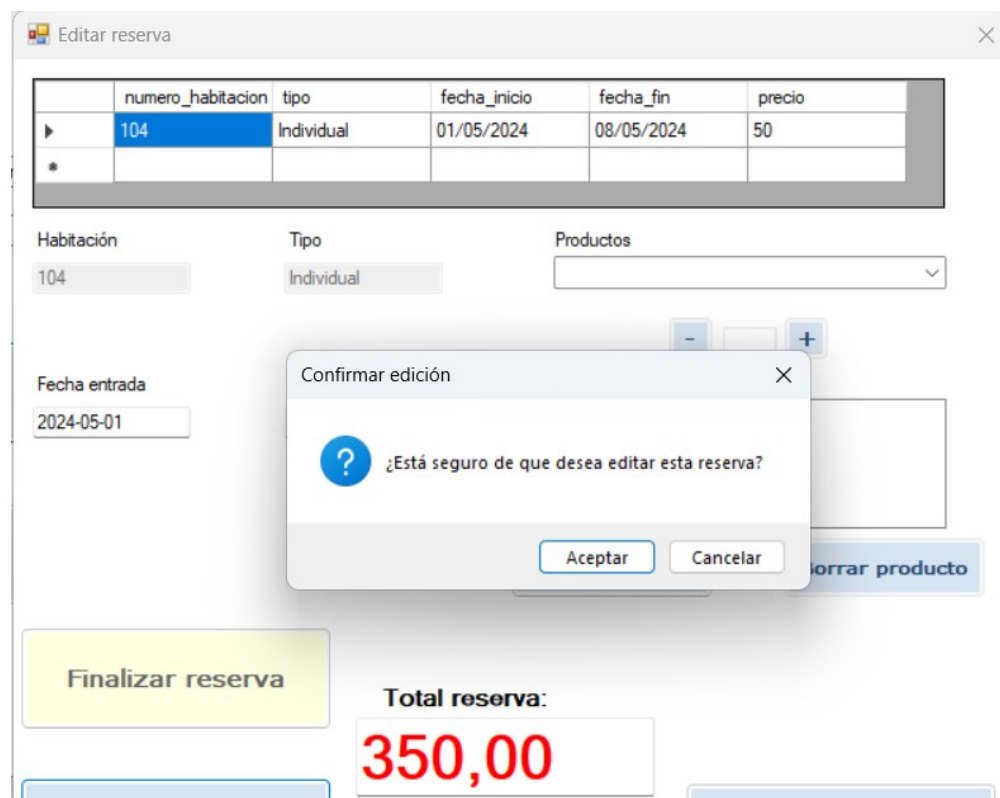 Editar reserva
numero_habitacion tipo fecha_inicio fecha_fin precio
104 Individual 01/05/2024 08/05/2024 50
Habitación Tipo Productos
104 Individual
- +
Confirmar edición
Fecha entrada
2024-05-01
¿Está seguro de que desea editar esta reserva?
Aceptar Cancelar
producto
Finalizar reserva
Total reserva:
350,00